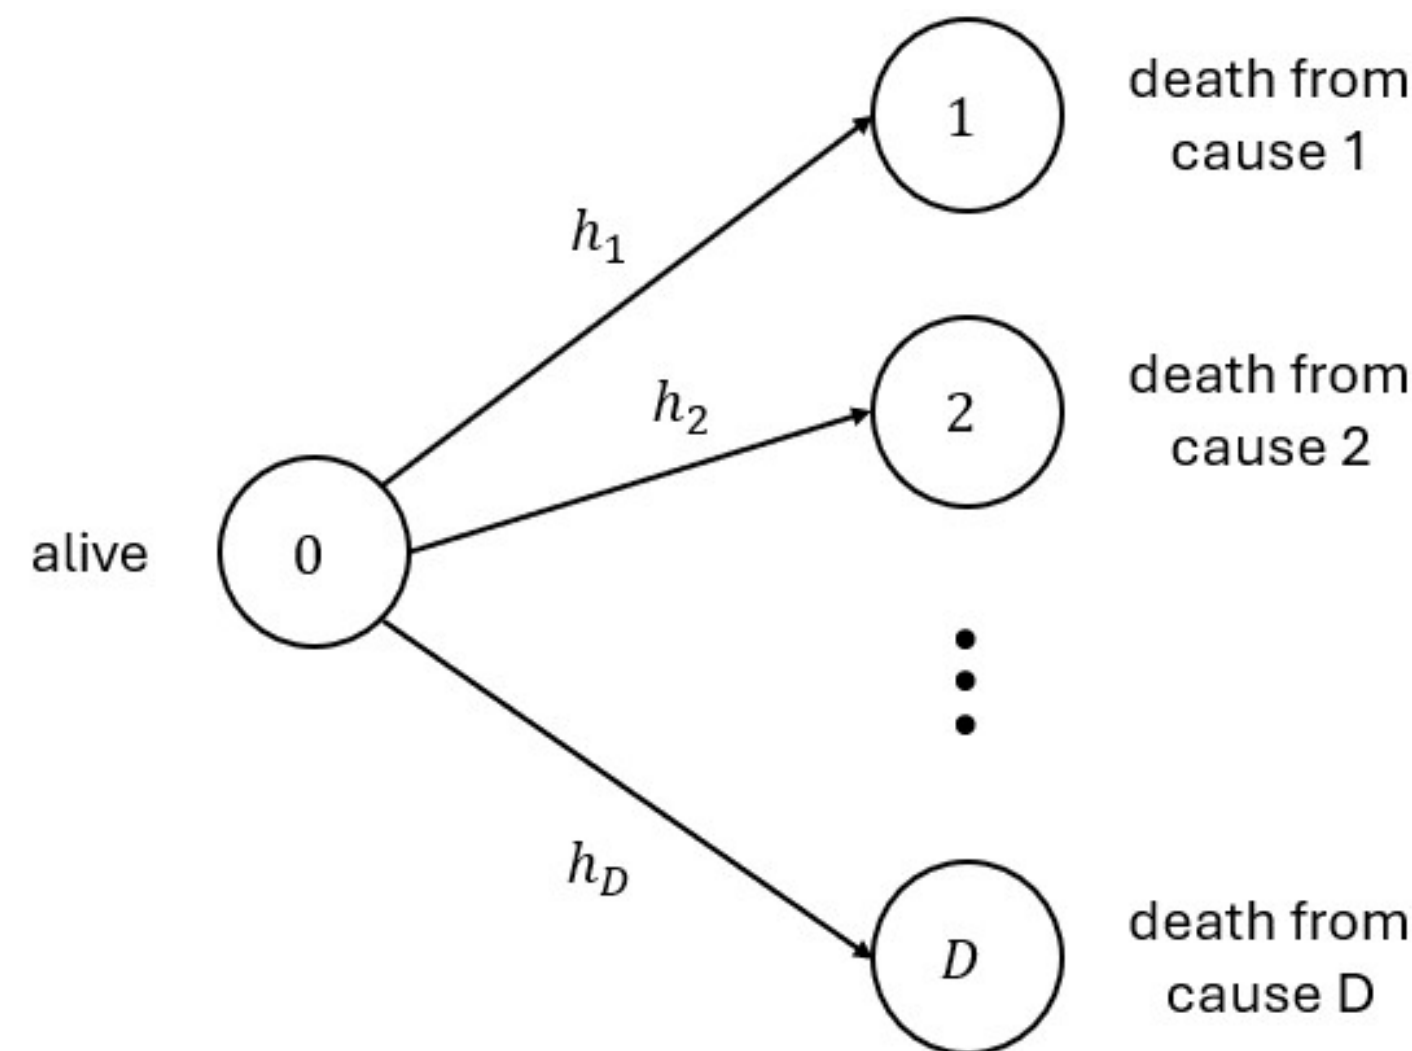 death from
cause 1
1
h₁
death from
cause 2
2
h₂
alive
0
h_D
death from
cause D
D